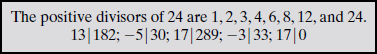 The positive divisors of 24 are 1, 2, 3, 4, 6, 8, 12, and 24.
13|182; −5|30; 17|289; −3|33; 17|0